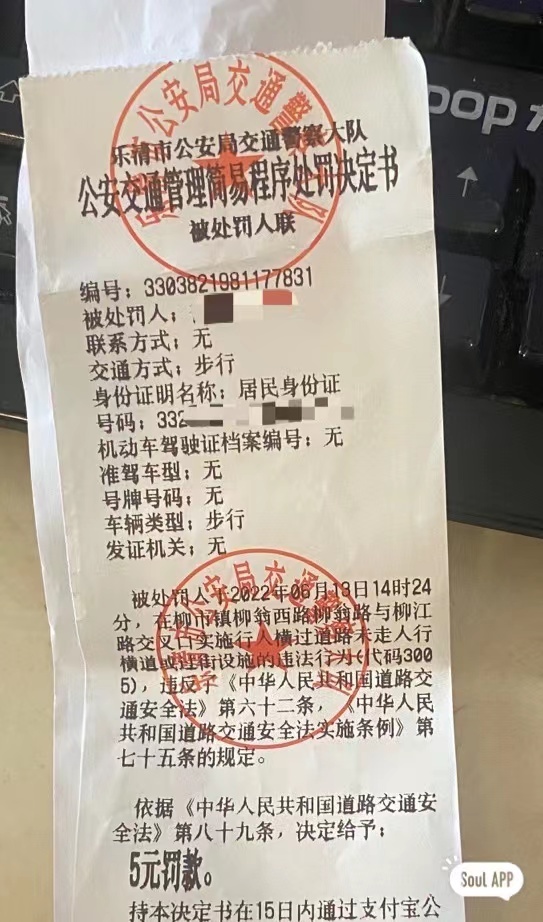 乐清市公安局交通警察大队
公安交通管理简易程序处罚决定书
被处罚人联
编号：3303821981177831
被处罚人：
联系方式：无
交通方式：步行
身份证明名称：居民身份证
号码：332
机动车驾驶证档案编号：无
准驾车型：无
号牌号码：无
车辆类型：步行
发证机关：无
被处罚人于2022年06月13日14时24
分，在柳市镇柳翁西路柳翁路与柳江
路交叉口实施行人横过道路未走人行
横道或过街设施的违法行为(代码300
5)，违反了《中华人民共和国道路交
通安全法》第六十二条，《中华人民
共和国道路交通安全法实施条例》第
七十五条的规定。
依据《中华人民共和国道路交通安
全法》第八十九条，决定给予：
5元罚款。
持本决定书在15日内通过支付宝公
Soul APP